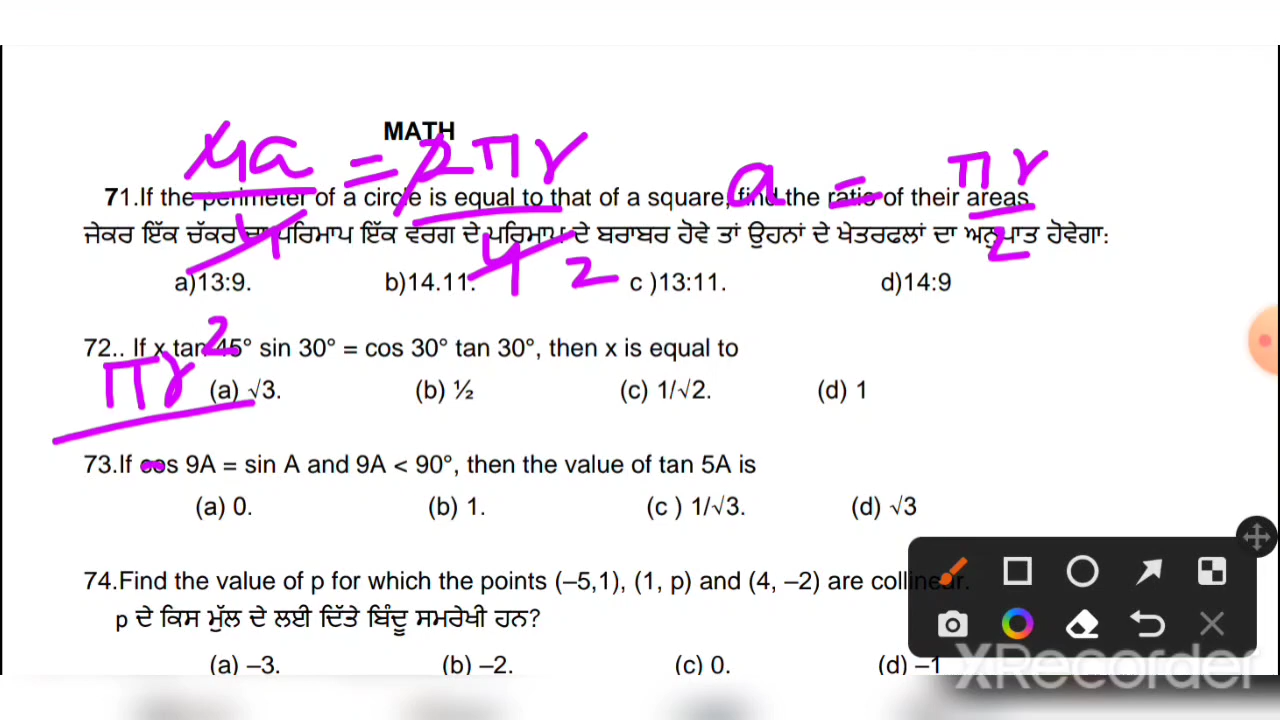 MATH
4a = 2πr
a = πr
71.If the perimeter of a circle is equal to that of a square, find the ratio of their areas
ਜੇਕਰ ਇੱਕ ਚੱਕਰ ਦਾ ਪਰਿਮਾਪ ਇੱਕ ਵਰਗ ਦੇ ਪਰਿਮਾਪ ਦੇ ਬਰਾਬਰ ਹੋਵੇ ਤਾਂ ਉਹਨਾਂ ਦੇ ਖੇਤਰਫਲਾਂ ਦਾ ਅਨੁਪਾਤ ਹੋਵੇਗਾ:
4 4 2 2
a)13:9. b)14.11. c )13:11. d)14:9
72.. If x tan 45° sin 30° = cos 30° tan 30°, then x is equal to
πr²
(a) √3. (b) ½ (c) 1/√2. (d) 1
73.If cos 9A = sin A and 9A < 90°, then the value of tan 5A is
(a) 0. (b) 1. (c ) 1/√3. (d) √3
74.Find the value of p for which the points (–5,1), (1, p) and (4, –2) are collinear.
p ਦੇ ਕਿਸ ਮੁੱਲ ਦੇ ਲਈ ਦਿੱਤੇ ਬਿੰਦੂ ਸਮਰੇਖੀ ਹਨ?
(a) –3. (b) –2. (c) 0. (d) –1
XRecorder